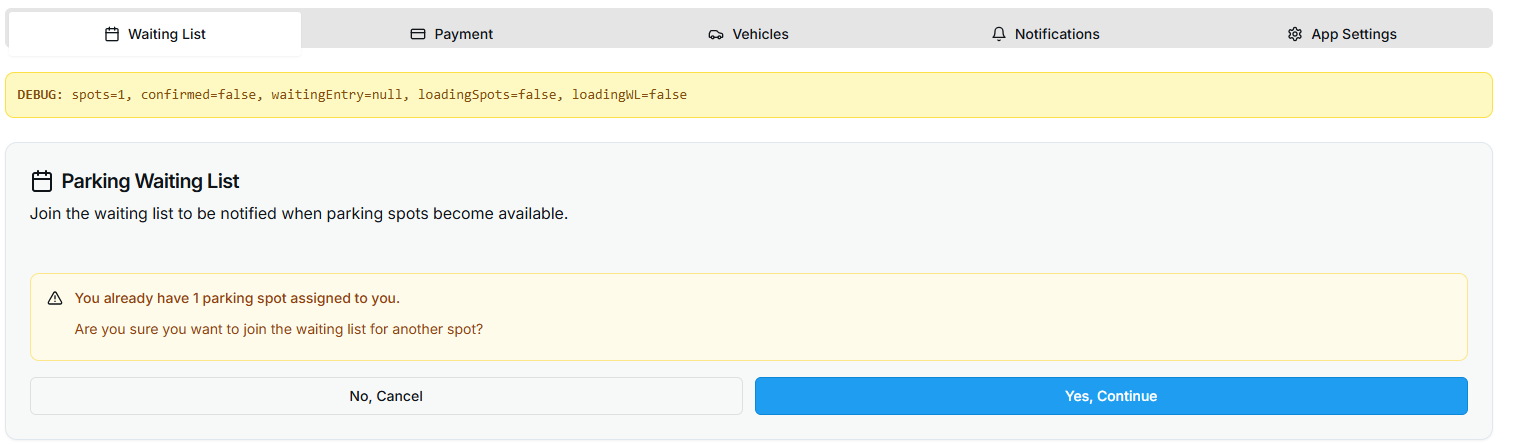 Waiting List
Payment
Vehicles
Notifications
App Settings
DEBUG: spots=1, confirmed=false, waitingEntry=null, loadingSpots=false, loadingWL=false
Parking Waiting List
Join the waiting list to be notified when parking spots become available.
You already have 1 parking spot assigned to you.
Are you sure you want to join the waiting list for another spot?
No, Cancel
Yes, Continue